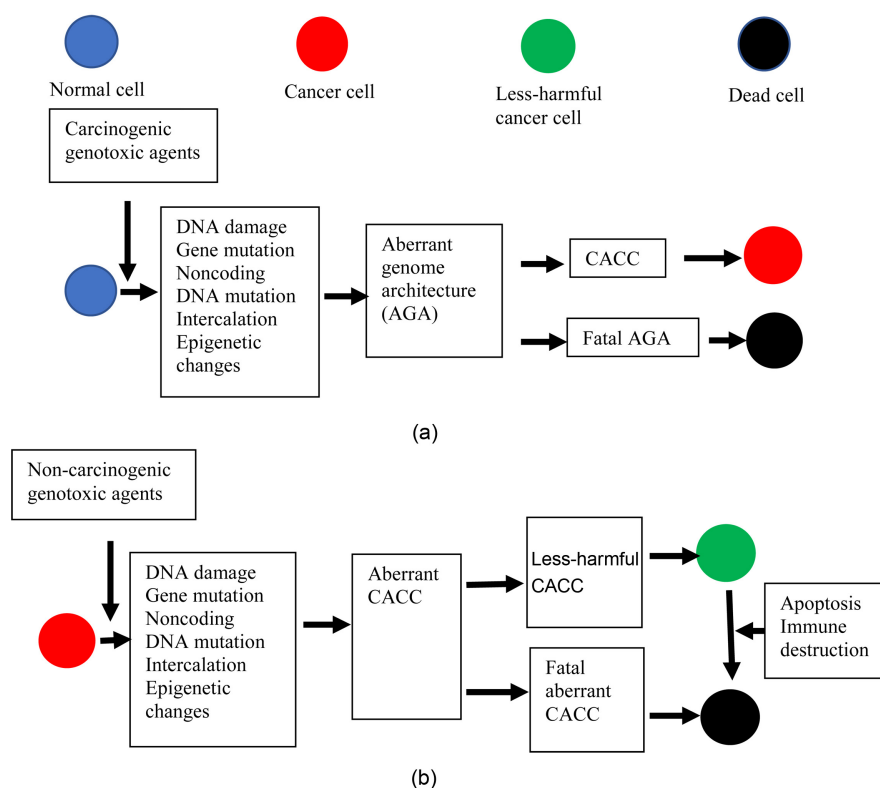 Normal cell
Cancer cell
Less-harmful
cancer cell
Dead cell
Carcinogenic
genotoxic agents
DNA damage
Gene mutation
Noncoding
DNA mutation
Intercalation
Epigenetic
changes
Aberrant
genome
architecture
(AGA)
CACC
Fatal AGA
(a)
Non-carcinogenic
genotoxic agents
DNA damage
Gene mutation
Noncoding
DNA mutation
Intercalation
Epigenetic
changes
Aberrant
CACC
Less-harmful
CACC
Fatal
aberrant
CACC
Apoptosis
Immune
destruction
(b)